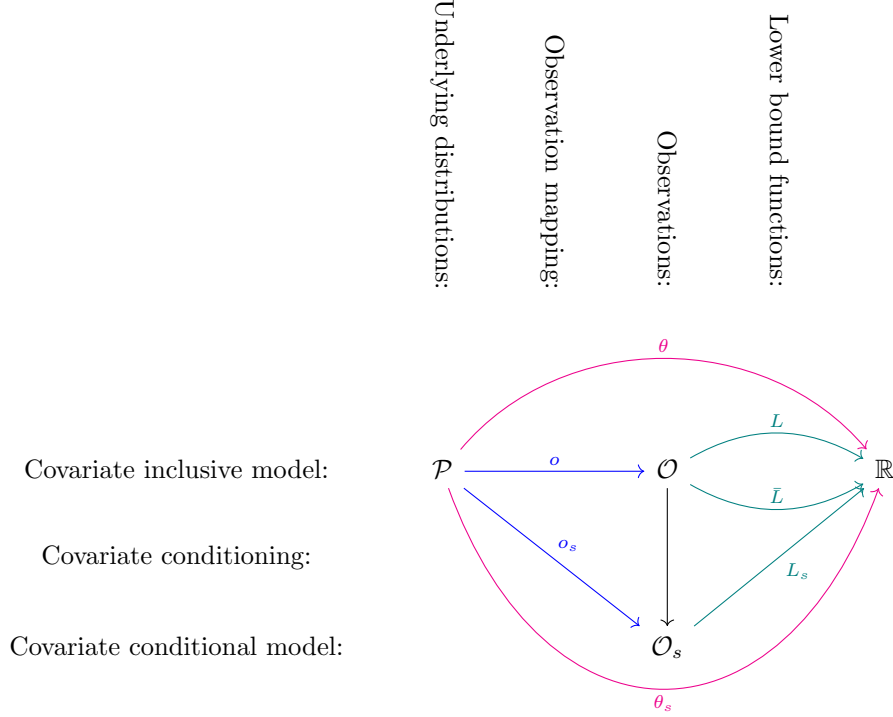 Underlying distributions:
Observation mapping:
Observations:
Lower bound functions:
θ
Covariate inclusive model:
𝒫
o
𝒪
L
L̄
ℝ
Covariate conditioning:
o_s
L_s
Covariate conditional model:
𝒪_s
θ_s